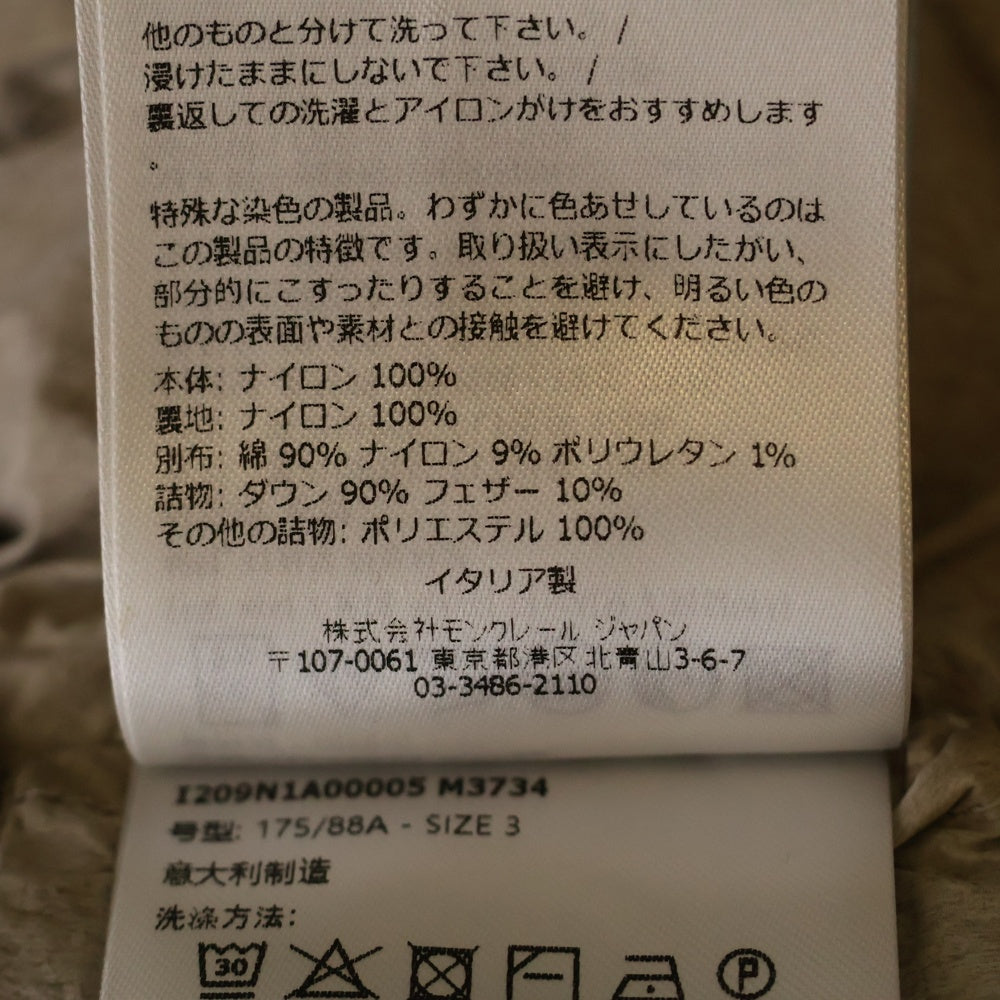 他のものと分けて洗って下さい。 /
浸けたままにしないで下さい。 /
裏返しての洗濯とアイロンがけをおすすめします
。
特殊な染色の製品。わずかに色あせしているのは
この製品の特徴です。取り扱い表示にしたがい、
部分的にこすったりすることを避け、明るい色の
ものの表面や素材との接触を避けてください。
本体: ナイロン 100%
裏地: ナイロン 100%
別布: 綿 90% ナイロン 9% ポリウレタン 1%
詰物: ダウン 90% フェザー 10%
その他の詰物: ポリエステル 100%
イタリア製
株式会社モンクレール ジャパン
〒107-0061 東京都港区北青山3-6-7
03-3486-2110
I209N1A00005 M3734
号型: 175/88A - SIZE 3
意大利制造
洗涤方法:
30
P